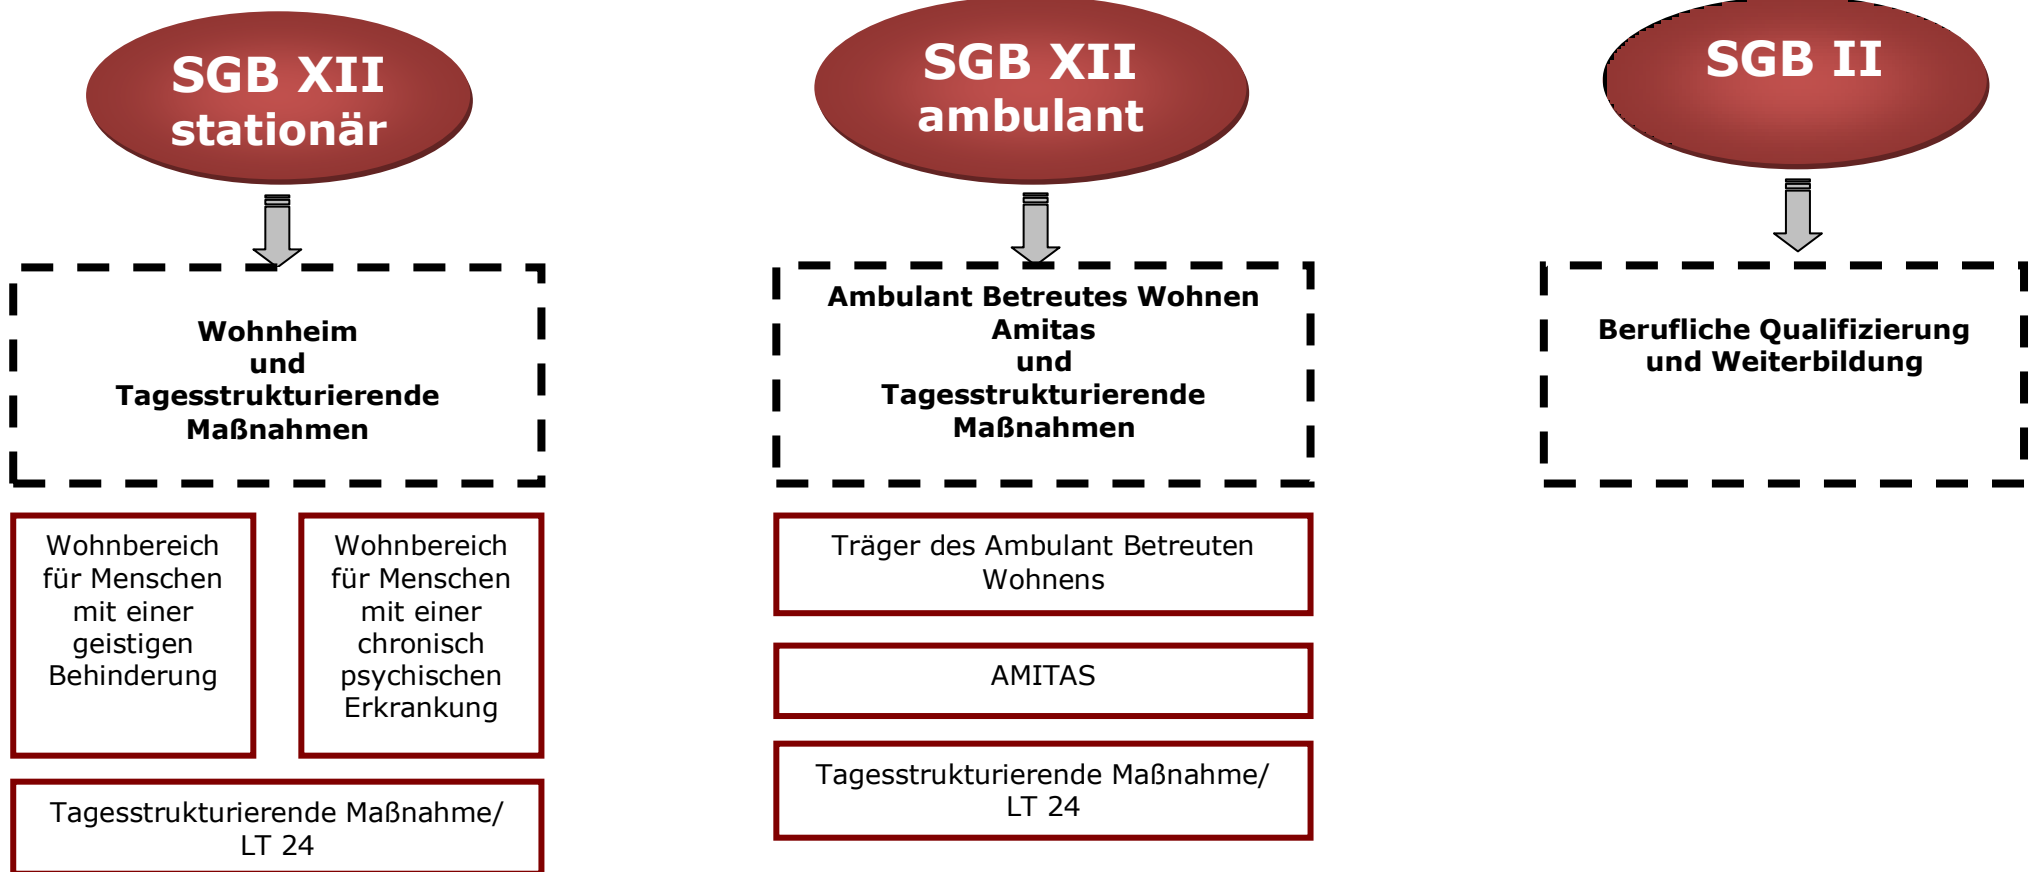 SGB XII
stationär
Wohnheim
und
Tagesstrukturierende
Maßnahmen
Wohnbereich
für Menschen
mit einer
geistigen
Behinderung
Wohnbereich
für Menschen
mit einer
chronisch
psychischen
Erkrankung
Tagesstrukturierende Maßnahme/
LT 24
SGB XII
ambulant
Ambulant Betreutes Wohnen
Amitas
und
Tagesstrukturierende
Maßnahmen
Träger des Ambulant Betreuten
Wohnens
AMITAS
Tagesstrukturierende Maßnahme/
LT 24
SGB II
Berufliche Qualifizierung
und Weiterbildung